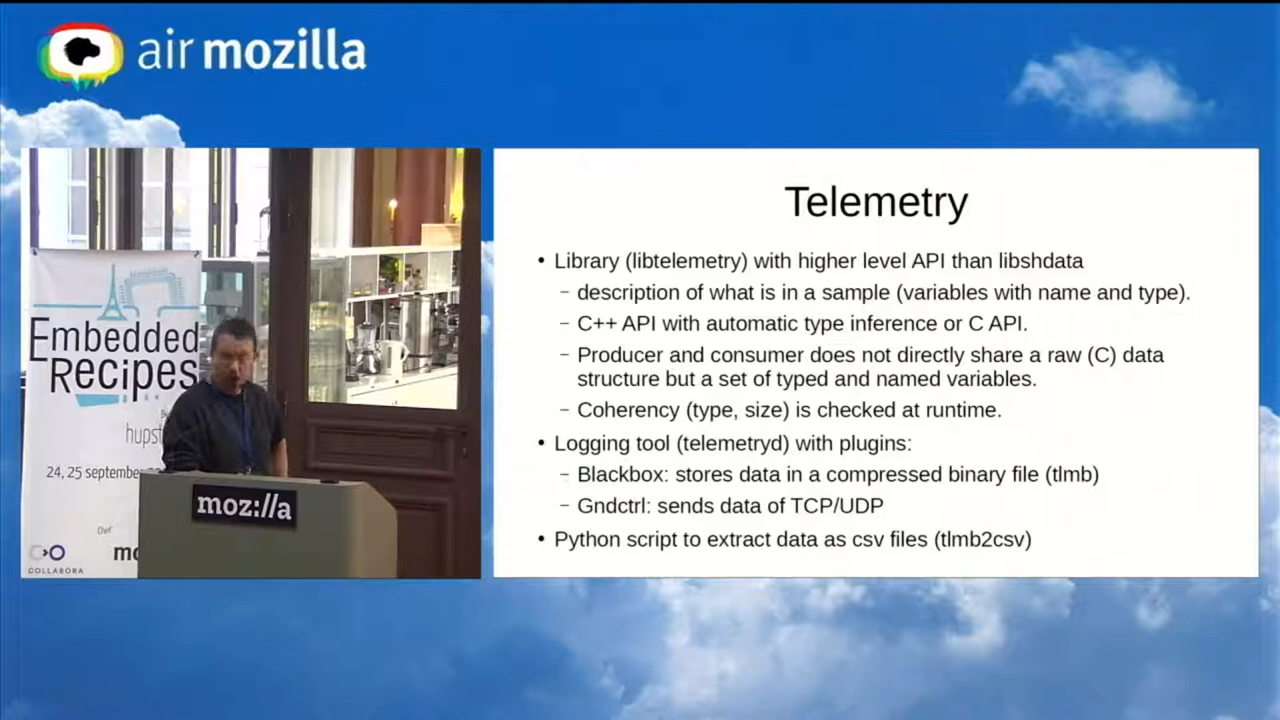 air mozilla
Embedded
Recipes
hupst
24, 25 september
COLLABORA
mo
moz://a
Telemetry
• Library (libtelemetry) with higher level API than libshdata
– description of what is in a sample (variables with name and type).
– C++ API with automatic type inference or C API.
– Producer and consumer does not directly share a raw (C) data
structure but a set of typed and named variables.
– Coherency (type, size) is checked at runtime.
• Logging tool (telemetryd) with plugins:
– Blackbox: stores data in a compressed binary file (tlmb)
– Gndctrl: sends data of TCP/UDP
• Python script to extract data as csv files (tlmb2csv)